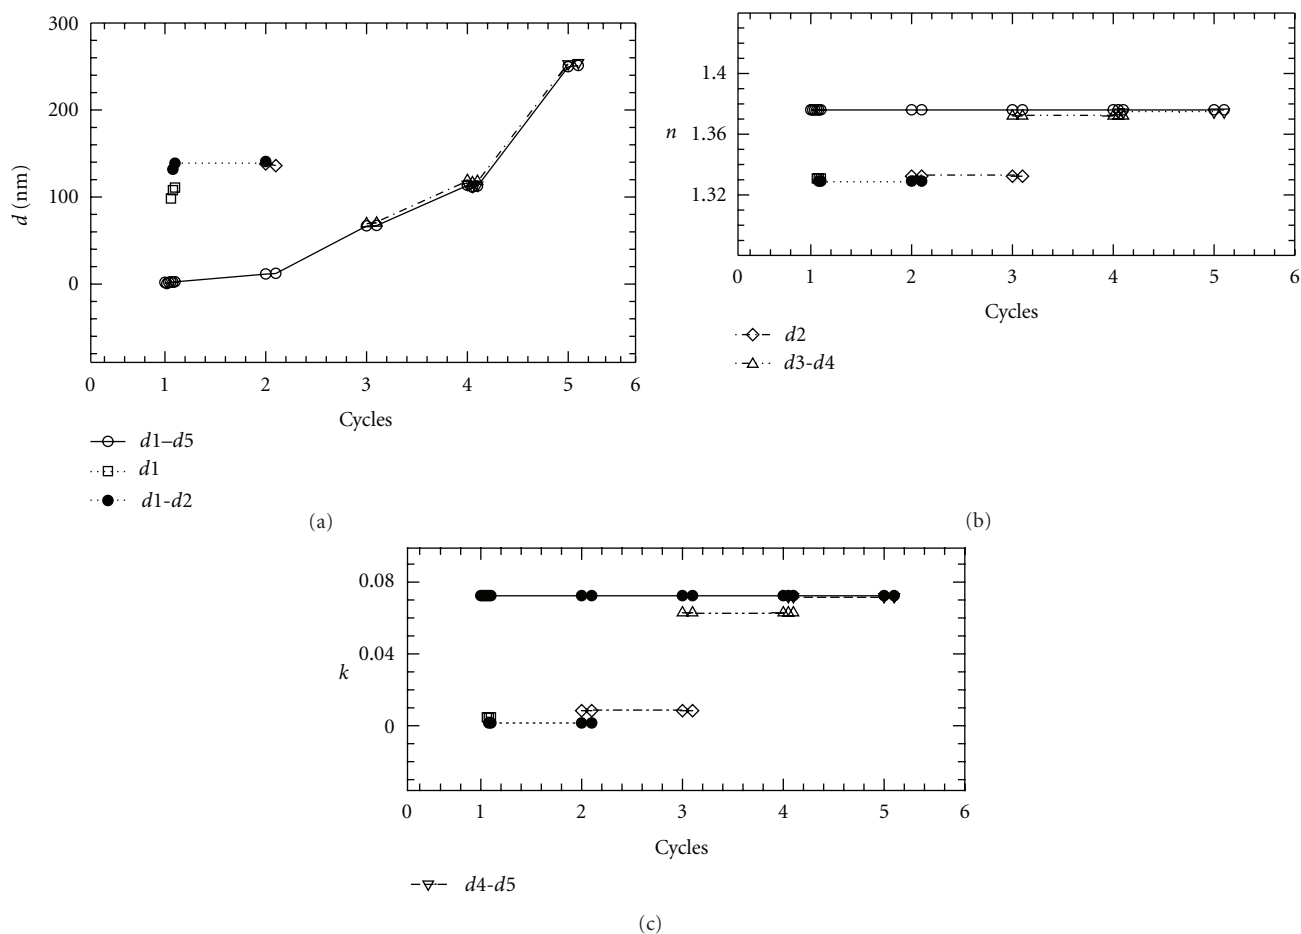 300
250
200
100
0
d (nm)
0 1 2 3 4 5 6
Cycles
d1–d5
d1
d1-d2
(a)
1.4
1.36
1.32
n
0 1 2 3 4 5 6
Cycles
d2
d3-d4
(b)
0.08
0.04
0
k
0 1 2 3 4 5 6
Cycles
d4-d5
(c)